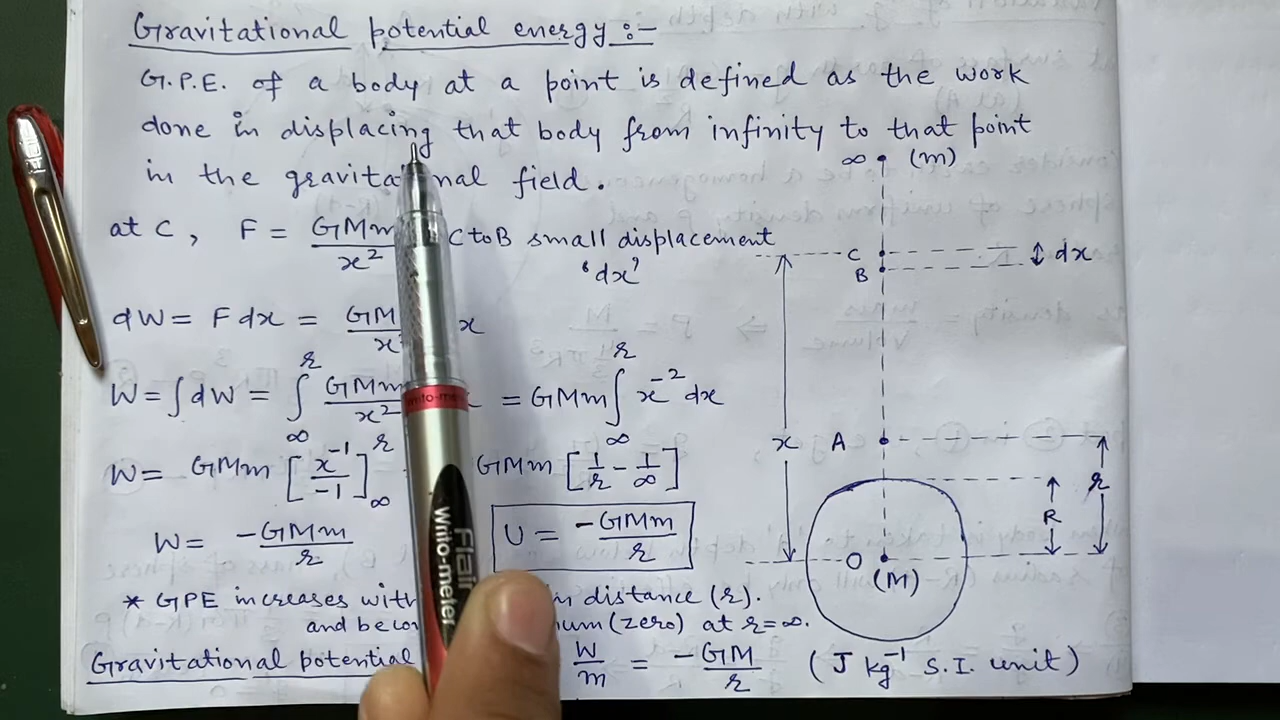 Gravitational potential energy :-
G.P.E. of a body at a point is defined as the work
done in displacing that body from infinity to that point
in the gravitational field.
∞ (m)
at C, F = GMm/x² C to B small displacement
'dx'
C
B
dx
dW = F dx = GM x
W = ∫dW = ∫_∞^r GMm/x² = GMm ∫_∞^r x⁻² dx
W = GMm [x⁻¹/-1]_∞^r GMm [1/r - 1/∞]
W = -GMm/r
U = -GMm/r
x
A
r
R
O
(M)
* GPE increases with in distance (r).
and (zero) at r=∞.
Gravitational potential W/m = -GM/r (J kg⁻¹ S.I. unit)
Flair
Writo-meter